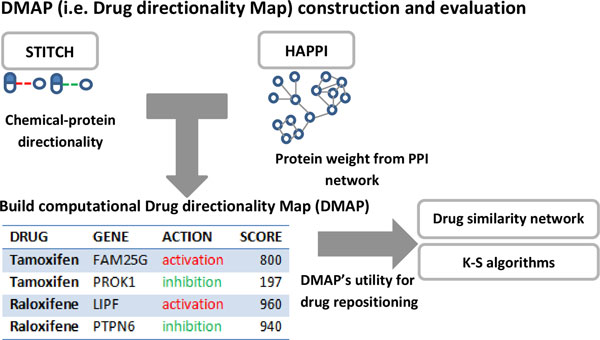 DMAP (i.e. Drug directionality Map) construction and evaluation
STITCH
HAPPI
Chemical-protein
directionality
Protein weight from PPI
network
Build computational Drug directionality Map (DMAP)
DRUG GENE ACTION SCORE
Tamoxifen FAM25G activation 800
Tamoxifen PROK1 inhibition 197
Raloxifene LIPF activation 960
Raloxifene PTPN6 inhibition 940
DMAP's utility for
drug repositioning
Drug similarity network
K-S algorithms